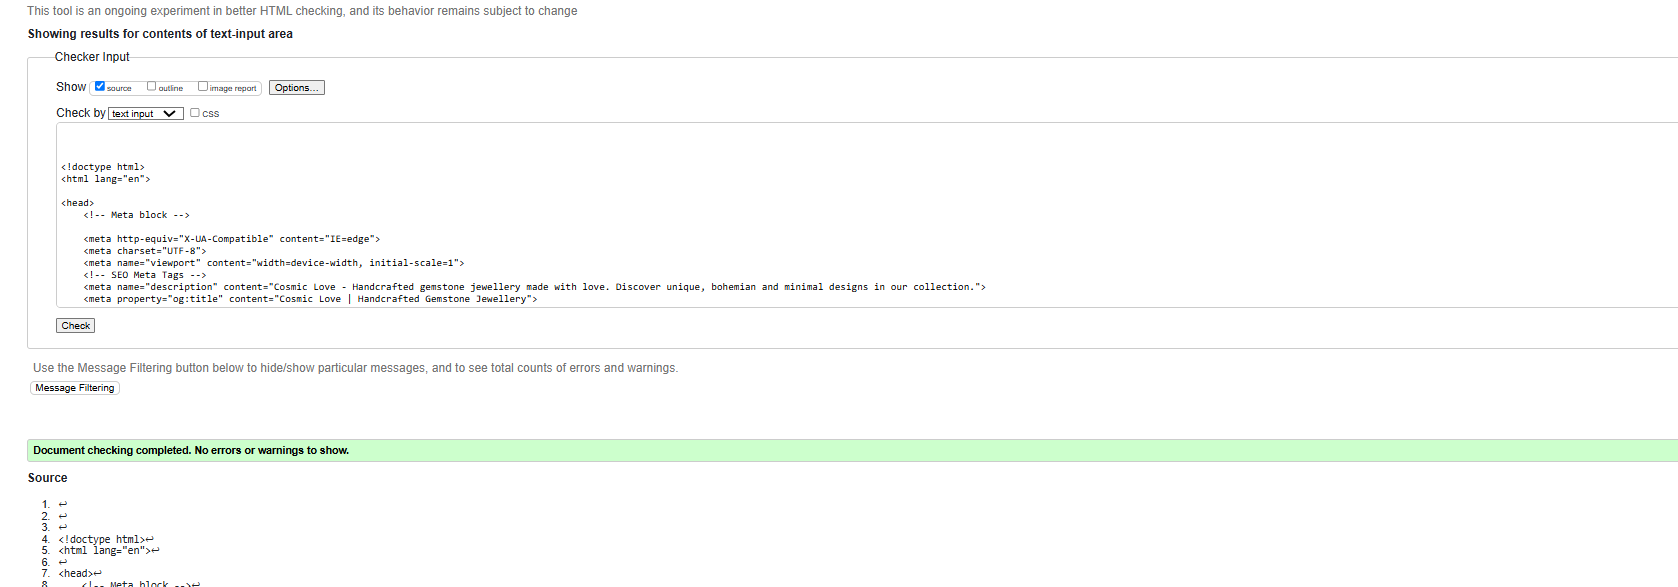 This tool is an ongoing experiment in better HTML checking, and its behavior remains subject to change
Showing results for contents of text-input area
Checker Input
Show source outline image report Options...
Check by text input css
<!doctype html>
<html lang="en">
<head>
<!-- Meta block -->
<meta http-equiv="X-UA-Compatible" content="IE=edge">
<meta charset="UTF-8">
<meta name="viewport" content="width=device-width, initial-scale=1">
<!-- SEO Meta Tags -->
<meta name="description" content="Cosmic Love - Handcrafted gemstone jewellery made with love. Discover unique, bohemian and minimal designs in our collection.">
<meta property="og:title" content="Cosmic Love | Handcrafted Gemstone Jewellery">
Check
Use the Message Filtering button below to hide/show particular messages, and to see total counts of errors and warnings.
Message Filtering
Document checking completed. No errors or warnings to show.
Source
1. ↩
2. ↩
3. ↩
4. <!doctype html>↩
5. <html lang="en">↩
6. ↩
7. <head>↩
8. <!-- Meta block -->↩